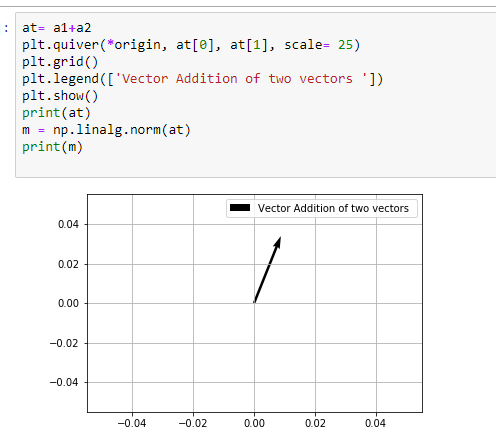 : at= a1+a2
plt.quiver(*origin, at[0], at[1], scale= 25)
plt.grid()
plt.legend(['Vector Addition of two vectors '])
plt.show()
print(at)
m = np.linalg.norm(at)
print(m)
Vector Addition of two vectors
0.04
0.02
0.00
−0.02
−0.04
−0.04 −0.02 0.00 0.02 0.04